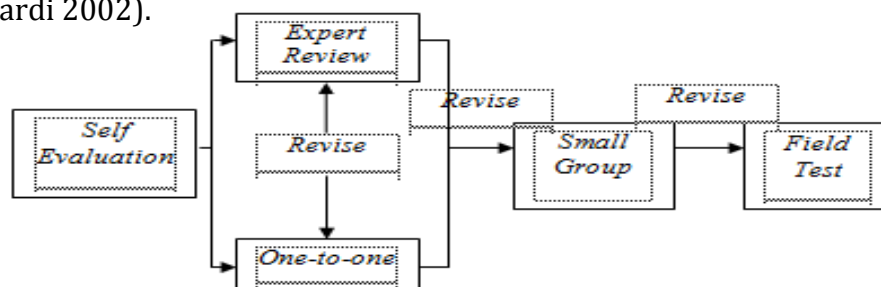 ardi 2002).
Expert
Review
Revise
Revise
Self
Evaluation
Revise
Small
Group
Field
Test
One-to-one